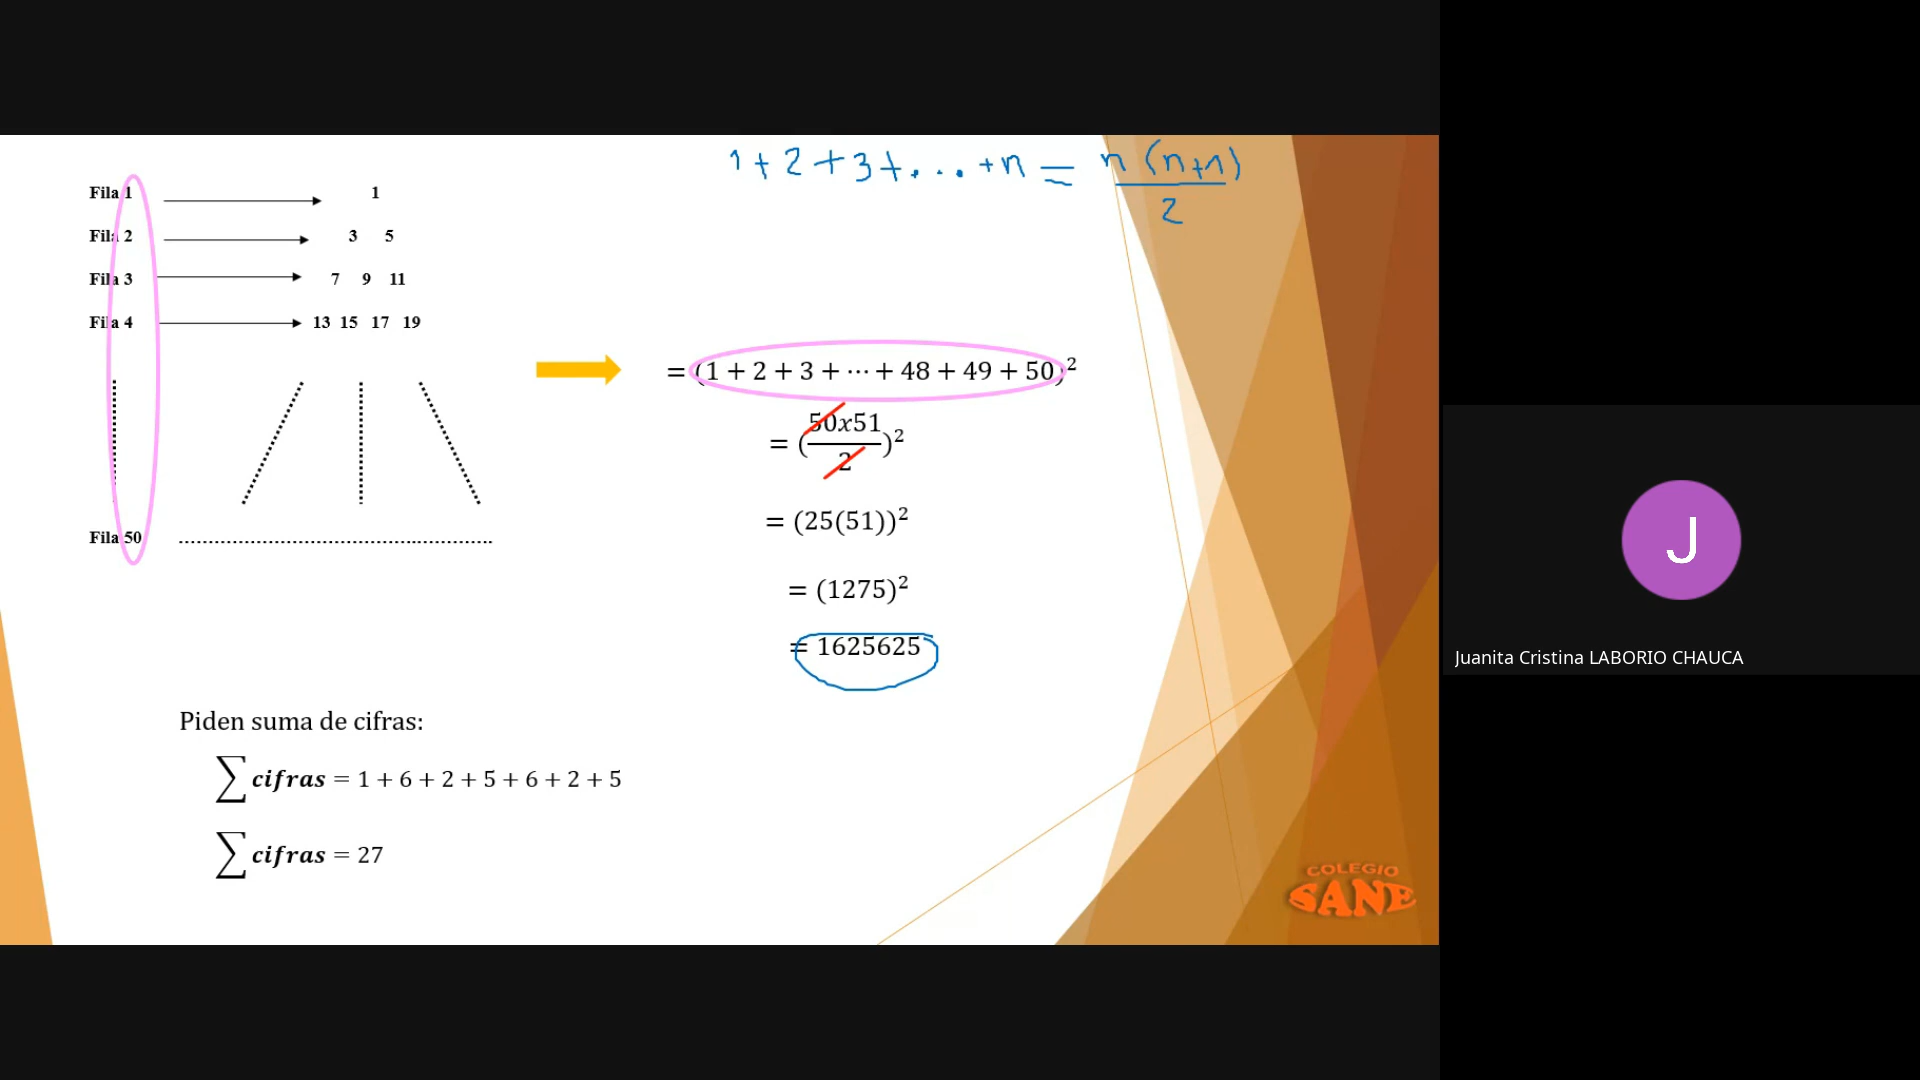 1+2+3+...+n = n (n+n)
2
Fila 1 1
Fila 2 3 5
Fila 3 7 9 11
Fila 4 13 15 17 19
Fila 50
= (1 + 2 + 3 + ⋯ + 48 + 49 + 50)²
= (50x51
2)²
= (25(51))²
= (1275)²
= 1625625
Piden suma de cifras:
∑ cifras = 1 + 6 + 2 + 5 + 6 + 2 + 5
∑ cifras = 27
COLEGIO
SANE
J
Juanita Cristina LABORIO CHAUCA